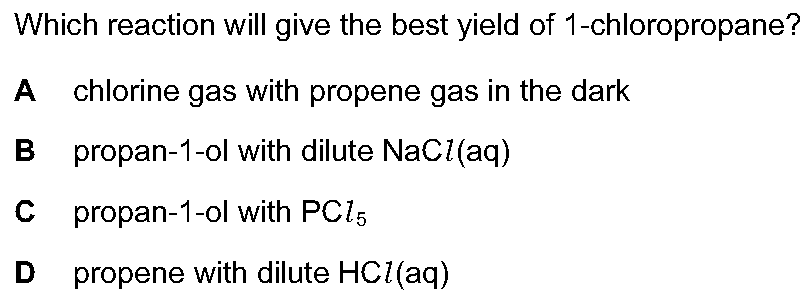 Which reaction will give the best yield of 1-chloropropane?
A chlorine gas with propene gas in the dark
B propan-1-ol with dilute NaCl(aq)
C propan-1-ol with PCl₅
D propene with dilute HCl(aq)